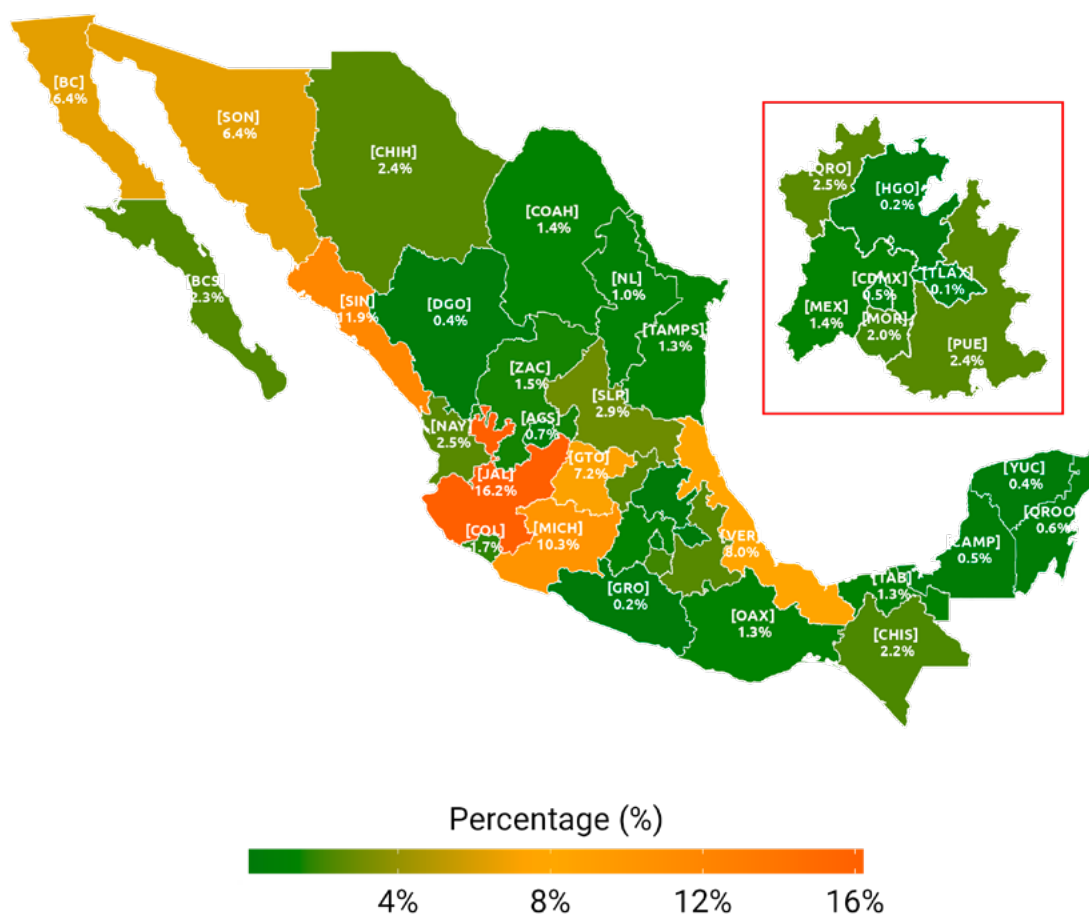 [BC]
6.4%
[SON]
6.4%
[CHIH]
2.4%
[COAH]
1.4%
[BCS]
2.3%
[SIN]
11.9%
[DGO]
0.4%
[NL]
1.0%
[TAMPS]
1.3%
[ZAC]
1.5%
[SLP]
2.9%
[NAY]
2.5%
[AGS]
0.7%
[JAL]
16.2%
[GTO]
7.2%
[COL]
1.7%
[MICH]
10.3%
[VER]
8.0%
[GRO]
0.2%
[OAX]
1.3%
[TAB]
1.3%
[CHIS]
2.2%
[CAMP]
0.5%
[YUC]
0.4%
[QROO]
0.6%
[QRO]
2.5%
[HGO]
0.2%
[CDMX]
0.5%
[TLAX]
0.1%
[MEX]
1.4%
[MOR]
2.0%
[PUE]
2.4%
Percentage (%)
4% 8% 12% 16%